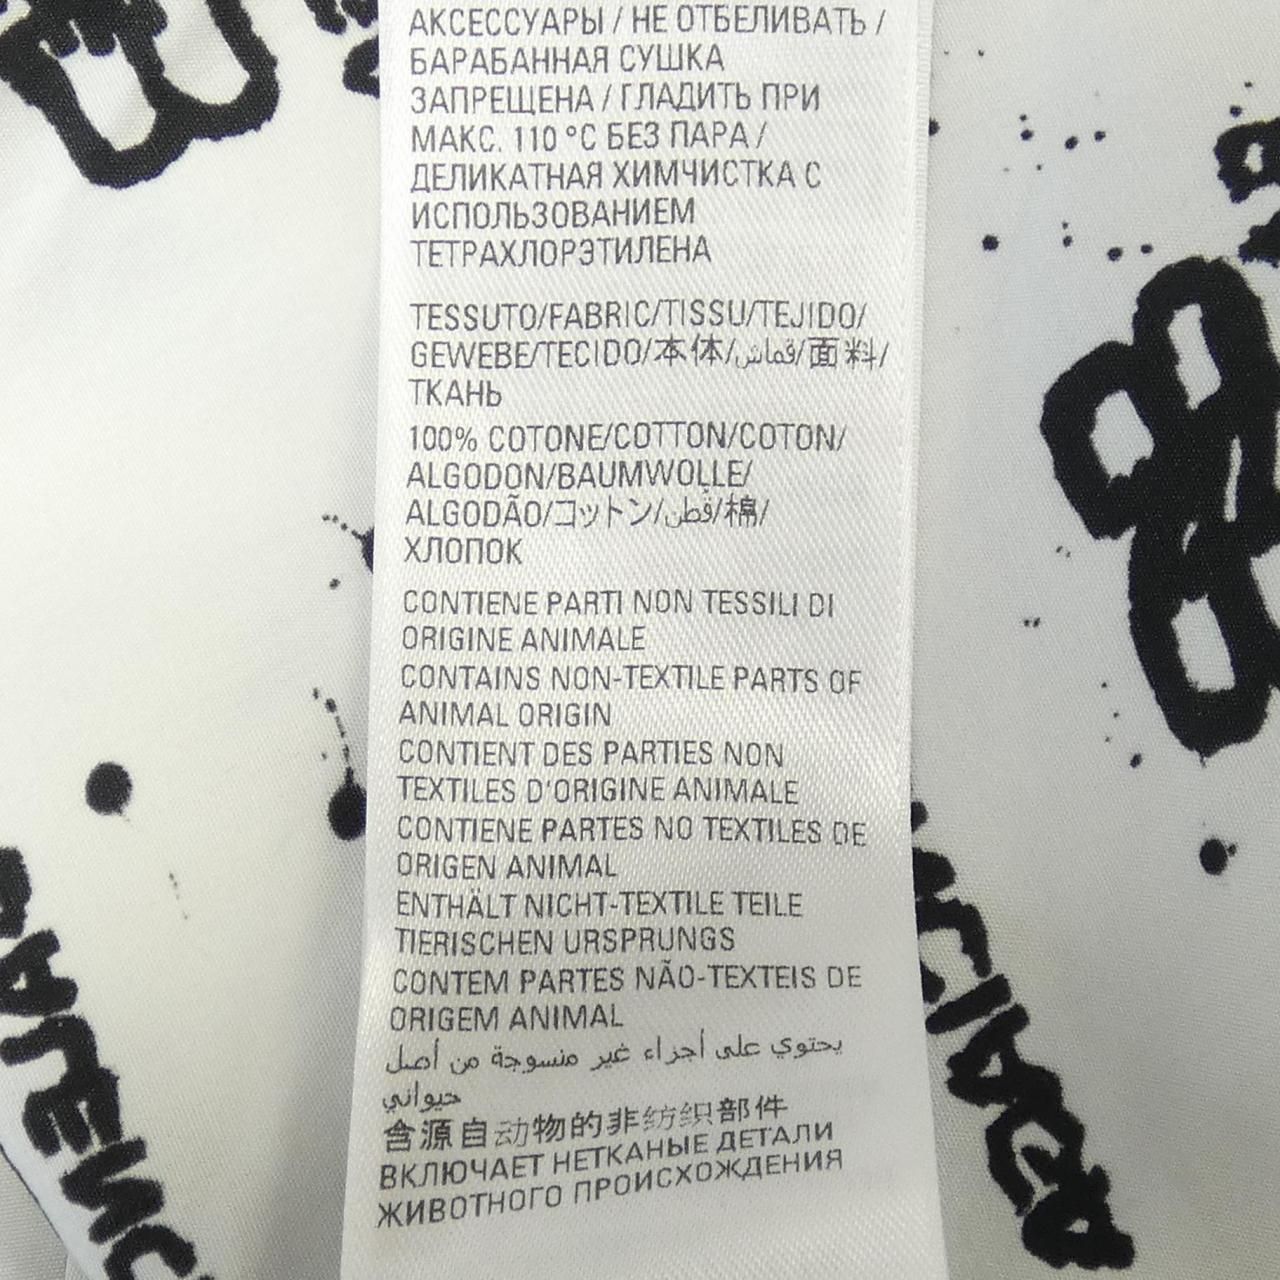 АКСЕССУАРЫ / НЕ ОТБЕЛИВАТЬ /
БАРАБАННАЯ СУШКА
ЗАПРЕЩЕНА / ГЛАДИТЬ ПРИ
МАКС. 110 °C БЕЗ ПАРА /
ДЕЛИКАТНАЯ ХИМЧИСТКА С
ИСПОЛЬЗОВАНИЕМ
ТЕТРАХЛОРЭТИЛЕНА
TESSUTO/FABRIC/TISSU/TEJIDO/
GEWEBE/TECIDO/本体/قماش/面料/
ТКАНЬ
100% COTONE/COTTON/COTON/
ALGODON/BAUMWOLLE/
ALGODÃO/コットン/قطن/棉/
ХЛОПОК
CONTIENE PARTI NON TESSILI DI
ORIGINE ANIMALE
CONTAINS NON-TEXTILE PARTS OF
ANIMAL ORIGIN
CONTIENT DES PARTIES NON
TEXTILES D'ORIGINE ANIMALE
CONTIENE PARTES NO TEXTILES DE
ORIGEN ANIMAL
ENTHÄLT NICHT-TEXTILE TEILE
TIERISCHEN URSPRUNGS
CONTEM PARTES NÃO-TEXTEIS DE
ORIGEM ANIMAL
يحتوي على أجزاء غير منسوجة من أصل
حيواني
含源自动物的非纺织部件
ВКЛЮЧАЕТ НЕТКАНЫЕ ДЕТАЛИ
ЖИВОТНОГО ПРОИСХОЖДЕНИЯ